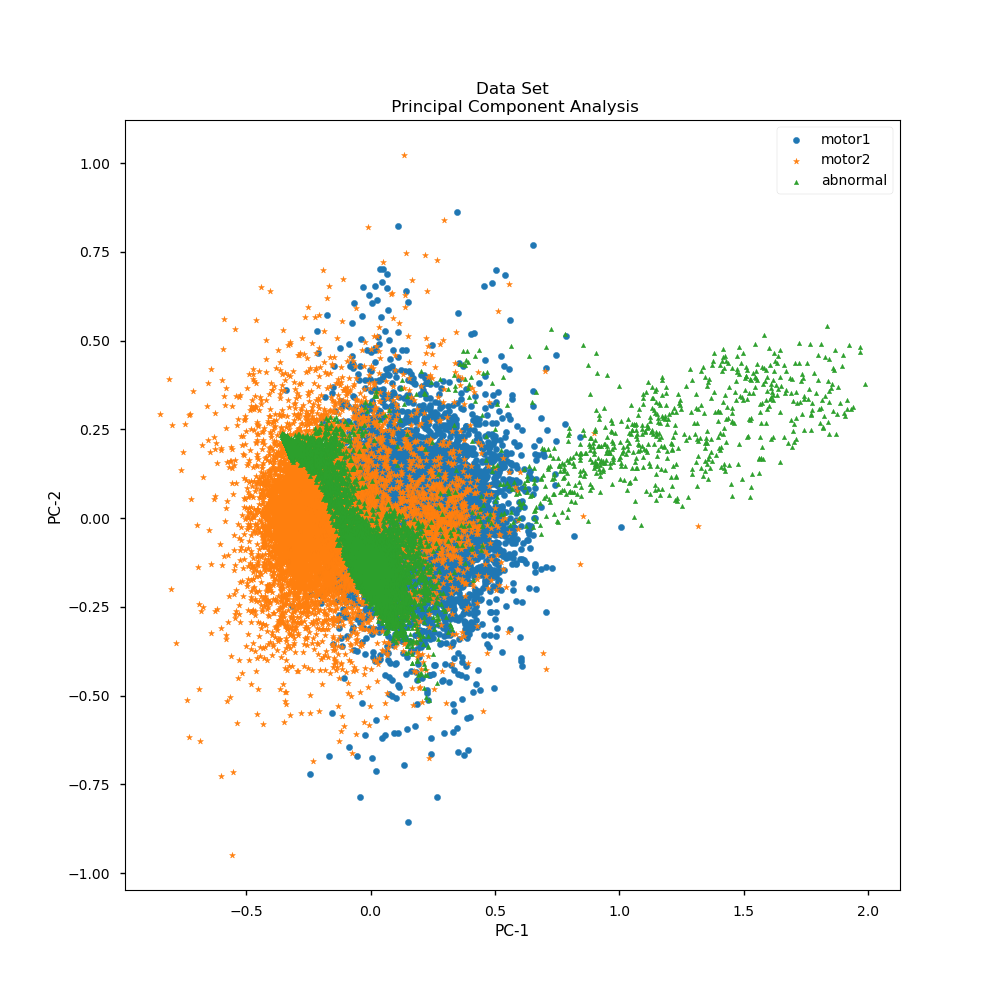 Data Set
Principal Component Analysis
motor1
motor2
abnormal
1.00
0.75
0.50
0.25
0.00
−0.25
−0.50
−0.75
−1.00
PC-2
−0.5
0.0
0.5
1.0
1.5
2.0
PC-1